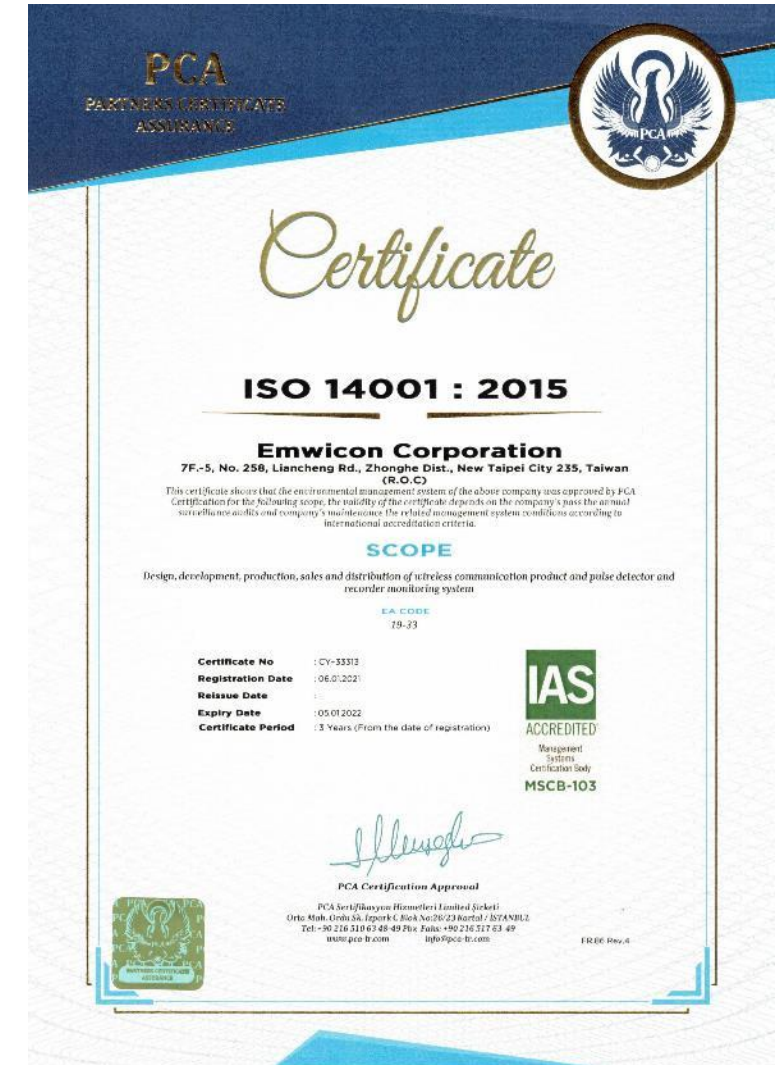 PCA
PARTNERS CERTIFICATE
ASSURANCE
PCA
Certificate
ISO 14001 : 2015
Emwicon Corporation
7F.-5, No. 258, Liancheng Rd., Zhonghe Dist., New Taipei City 235, Taiwan
(R.O.C)
This certificate shows that the environmental management system of the above company was approved by PCA
Certification for the following scope, the validity of the certificate depends on the company's pass the annual
surveillance audits and company's maintenance the related management system conditions according to
international accreditation criteria.
SCOPE
Design, development, production, sales and distribution of wireless communication product and pulse detector and
recorder monitoring system
EA CODE
19-33
Certificate No : CY-33313
Registration Date : 06.01.2021
Reissue Date :
Expiry Date : 05.01.2022
Certificate Period : 3 Years (From the date of registration)
IAS
ACCREDITED
Management
Systems
Certification Body
MSCB-103
PCA Certification Approval
PCA Sertifikasyon Hizmetleri Limited Şirketi
Orta Mah. Ordu Sk. İzpark C Blok No:20/23 Kartal / İSTANBUL
Tel: +90 216 510 63 48-49 Pbx Faks: +90 216 517 63 49
www.pca-tr.com info@pca-tr.com
FR.86 Rev.4
PARTNERS CERTIFICATE
ASSURANCE